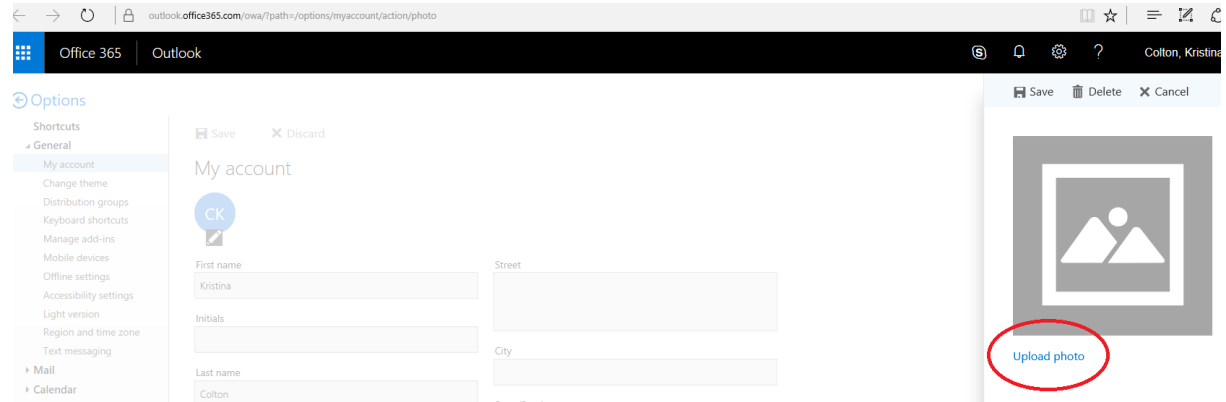 outlook.office365.com/owa/?path=/options/myaccount/action/photo
Office 365 Outlook Colton, Kristina
Save Delete Cancel
Options
Shortcuts
General
My account
Change theme
Distribution groups
Keyboard shortcuts
Manage add-ins
Mobile devices
Offline settings
Accessibility settings
Light version
Region and time zone
Text messaging
Mail
Calendar
Save Discard
My account
CK
First name
Kristina
Initials
Last name
Colton
Street
City
Upload photo